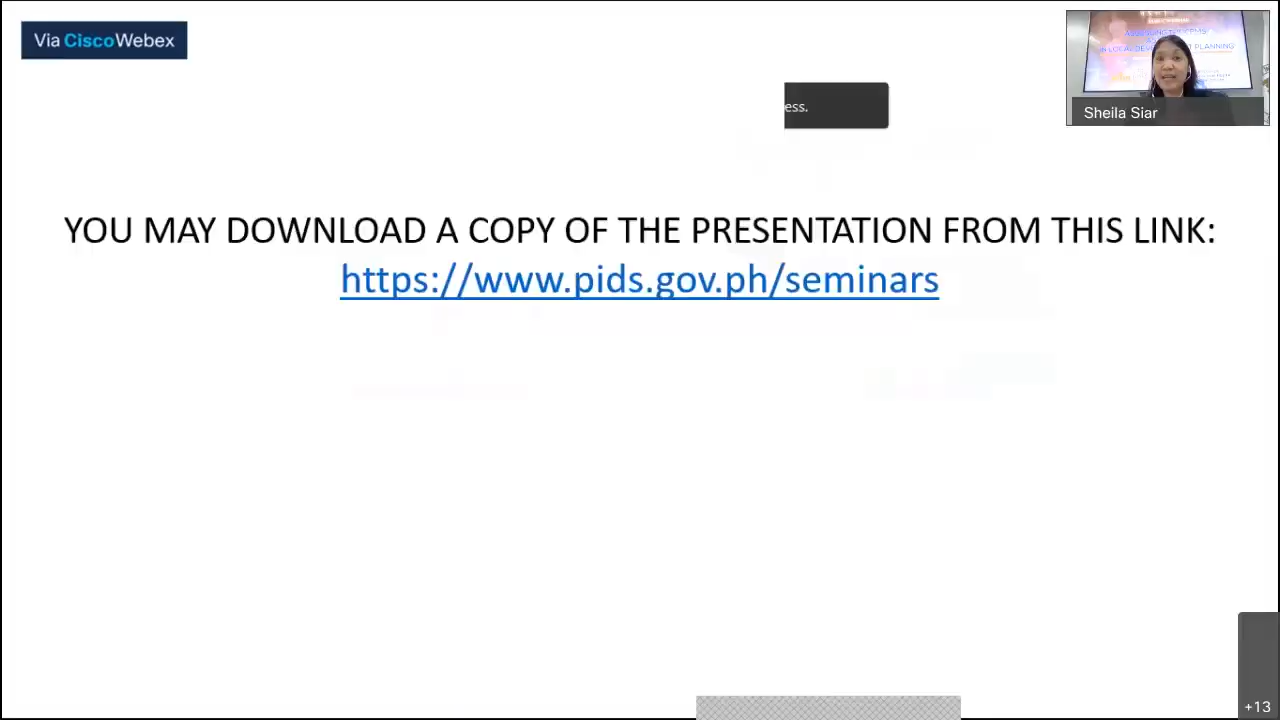 Via CiscoWebex
ess.
Sheila Siar
YOU MAY DOWNLOAD A COPY OF THE PRESENTATION FROM THIS LINK:
https://www.pids.gov.ph/seminars
+13